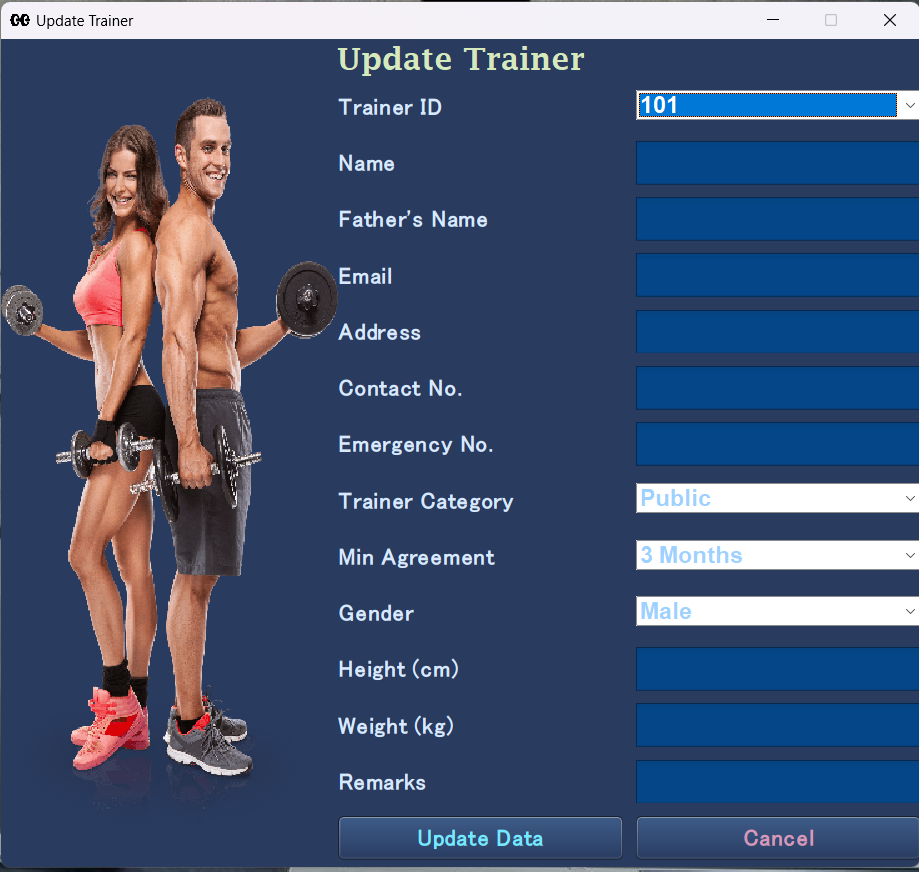 Update Trainer
Update Trainer
Trainer ID 101
Name
Father's Name
Email
Address
Contact No.
Emergency No.
Trainer Category Public
Min Agreement 3 Months
Gender Male
Height (cm)
Weight (kg)
Remarks
Update Data Cancel